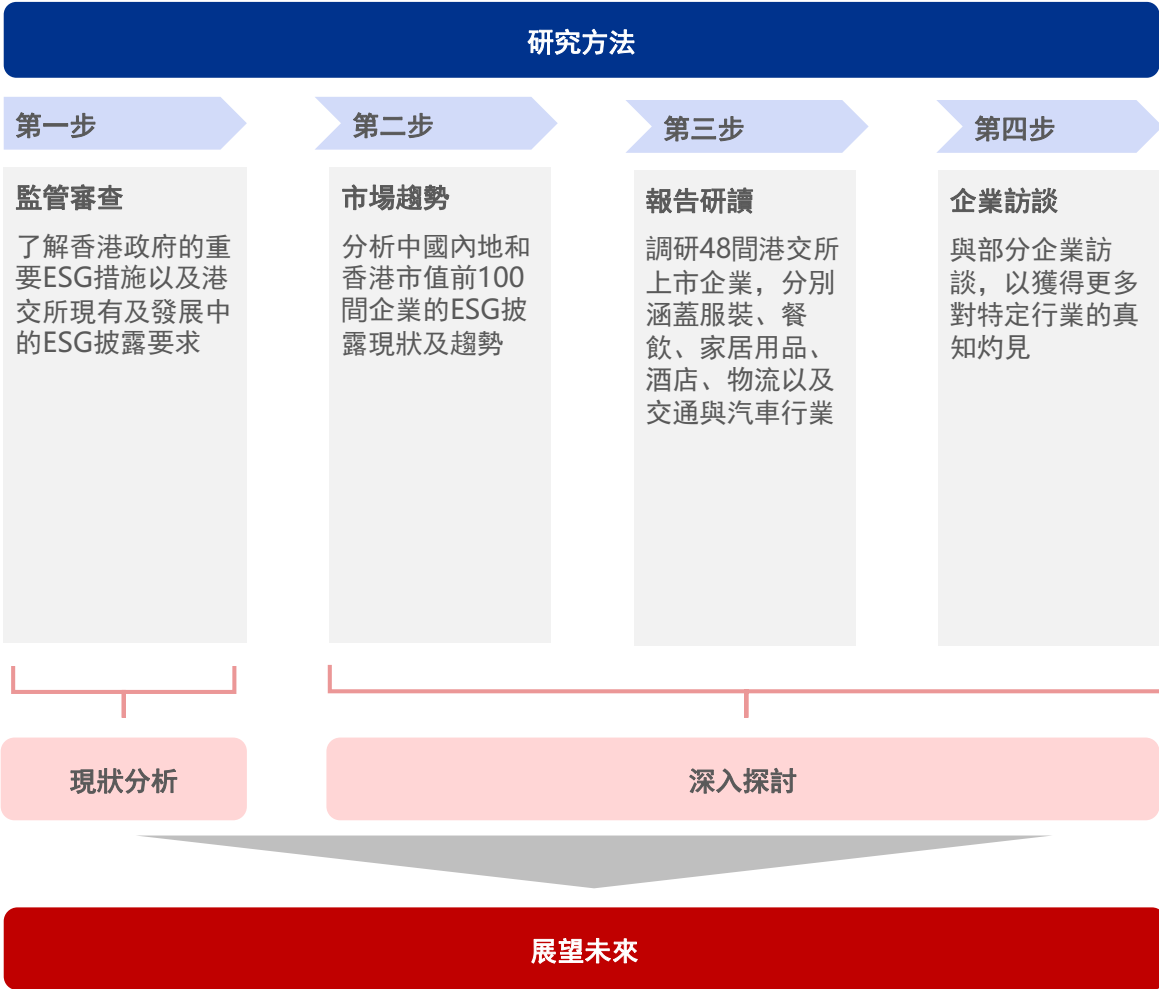 研究方法
第一步
監管審查
了解香港政府的重
要ESG措施以及港
交所現有及發展中
的ESG披露要求
第二步
市場趨勢
分析中國內地和
香港市值前100
間企業的ESG披
露現狀及趨勢
第三步
報告研讀
調研48間港交所
上市企業，分別
涵蓋服裝、餐
飲、家居用品、
酒店、物流以及
交通與汽車行業
第四步
企業訪談
與部分企業訪
談，以獲得更多
對特定行業的真
知灼見
現狀分析
深入探討
展望未來